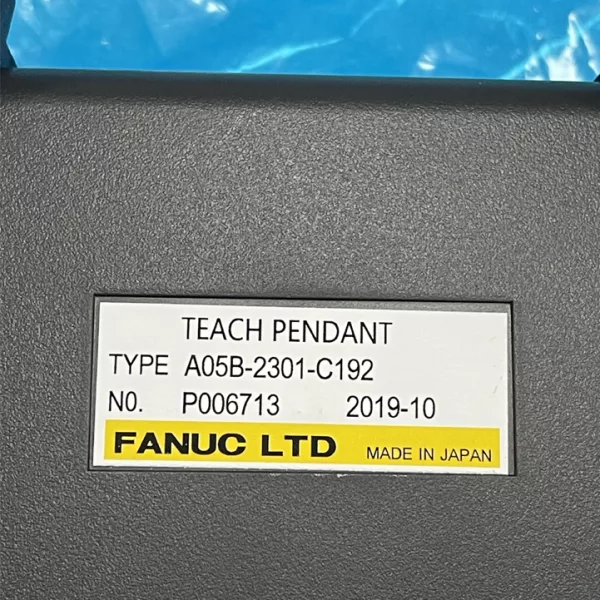 TEACH PENDANT
TYPE A05B-2301-C192
N0. P006713 2019-10
FANUC LTD MADE IN JAPAN